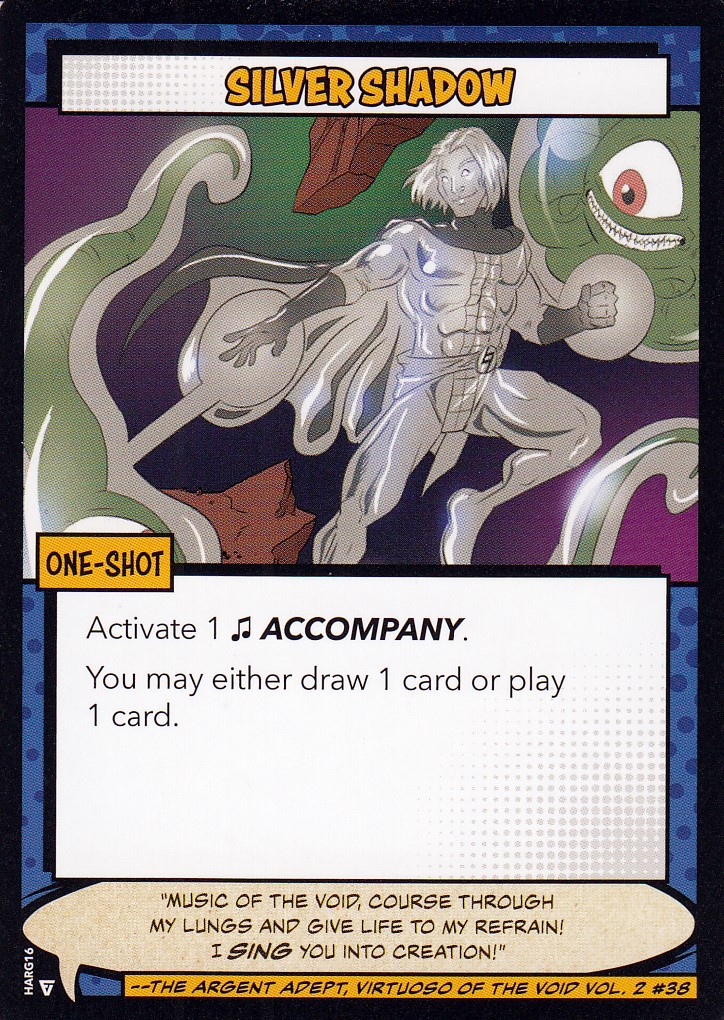 SILVER SHADOW
ONE-SHOT
Activate 1 ♫ ACCOMPANY.
You may either draw 1 card or play
1 card.
"MUSIC OF THE VOID, COURSE THROUGH
MY LUNGS AND GIVE LIFE TO MY REFRAIN!
I SING YOU INTO CREATION!"
--THE ARGENT ADEPT, VIRTUOSO OF THE VOID VOL. 2 #38
HARG16